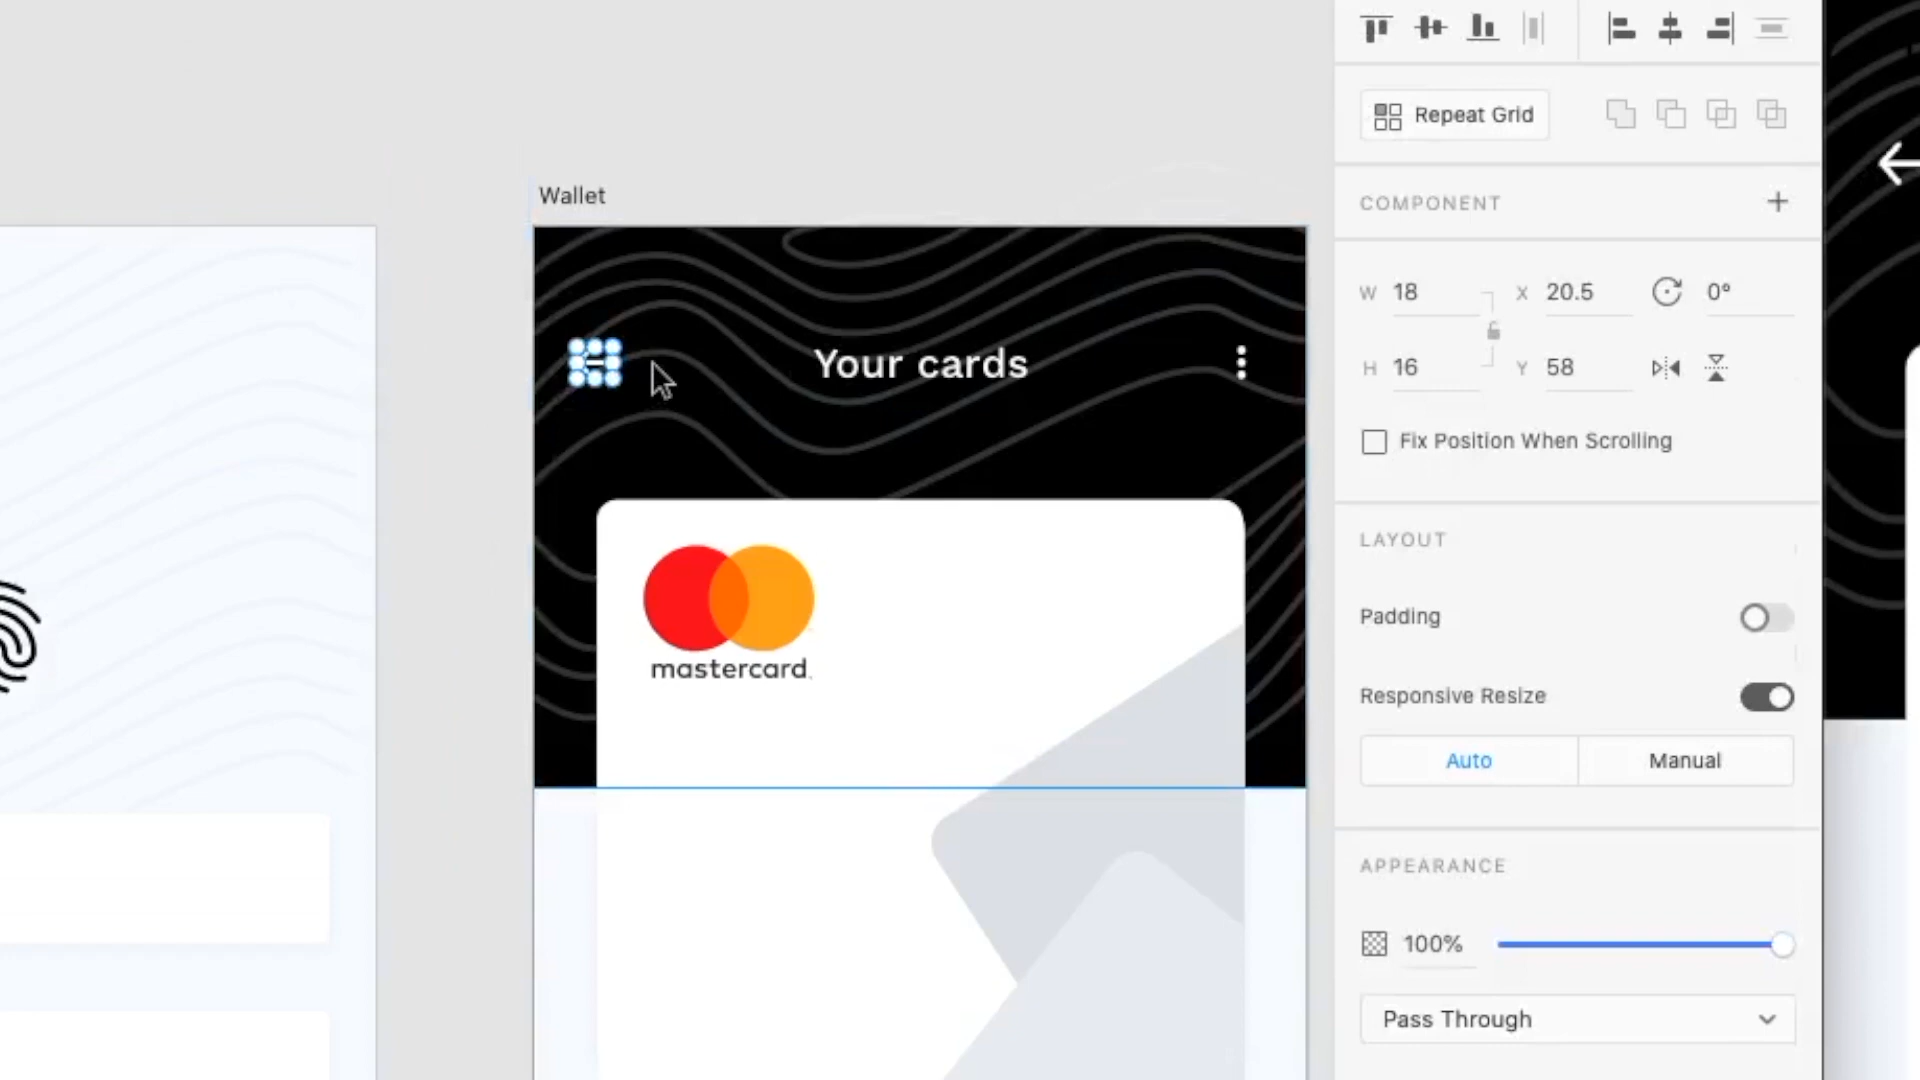 Wallet
Your cards
mastercard.
Repeat Grid
COMPONENT
W 18 X 20.5 0°
H 16 Y 58
Fix Position When Scrolling
LAYOUT
Padding
Responsive Resize
Auto Manual
APPEARANCE
100%
Pass Through